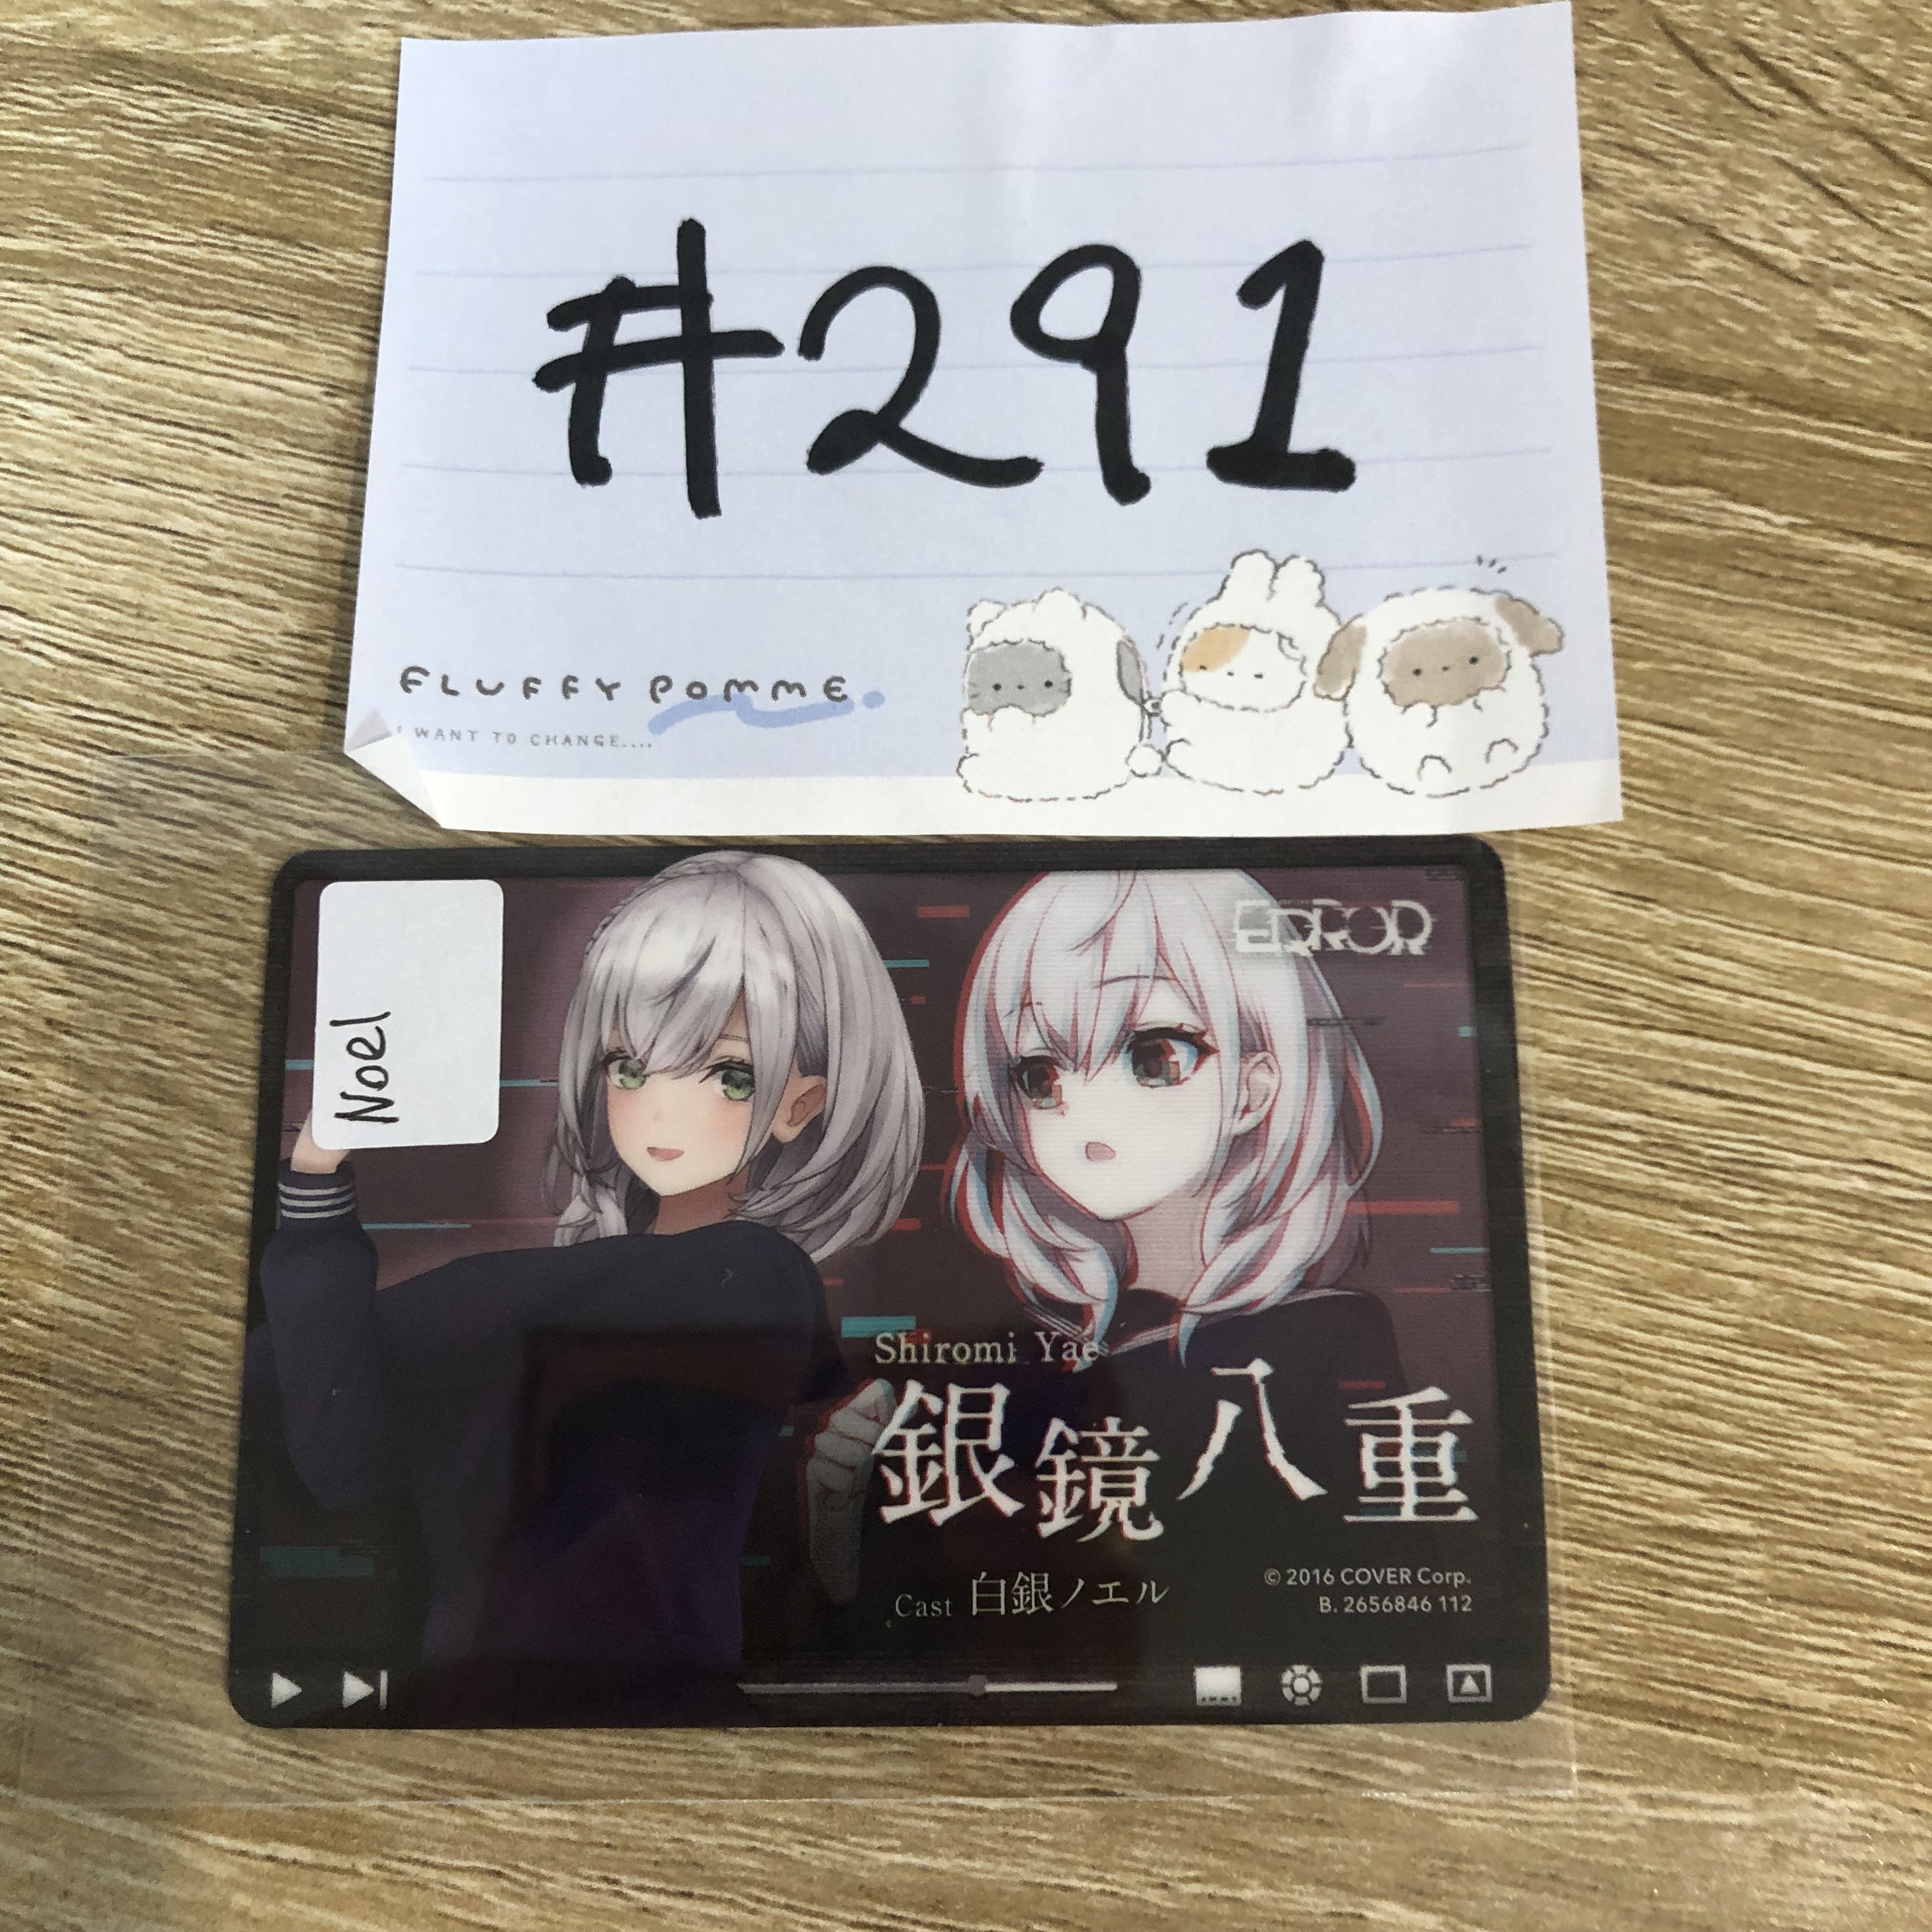 #291
FLUFFY POMME
I WANT TO CHANGE....
Noel
ERROR
Shiromi Yae
銀鏡八重
Cast 白銀ノエル
© 2016 COVER Corp.
B. 2656846 112